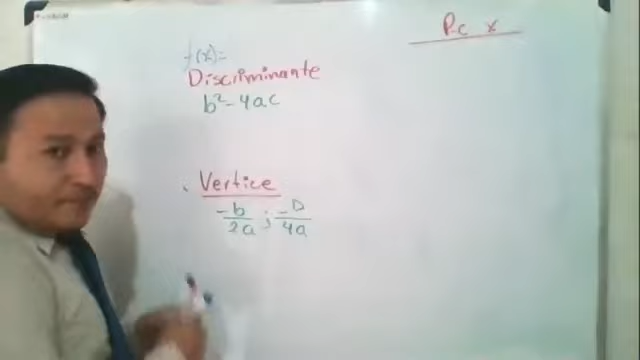 f(x)=
Discriminante
b²-4ac
Vertice
-b/2a ; -D/4a
P.c x